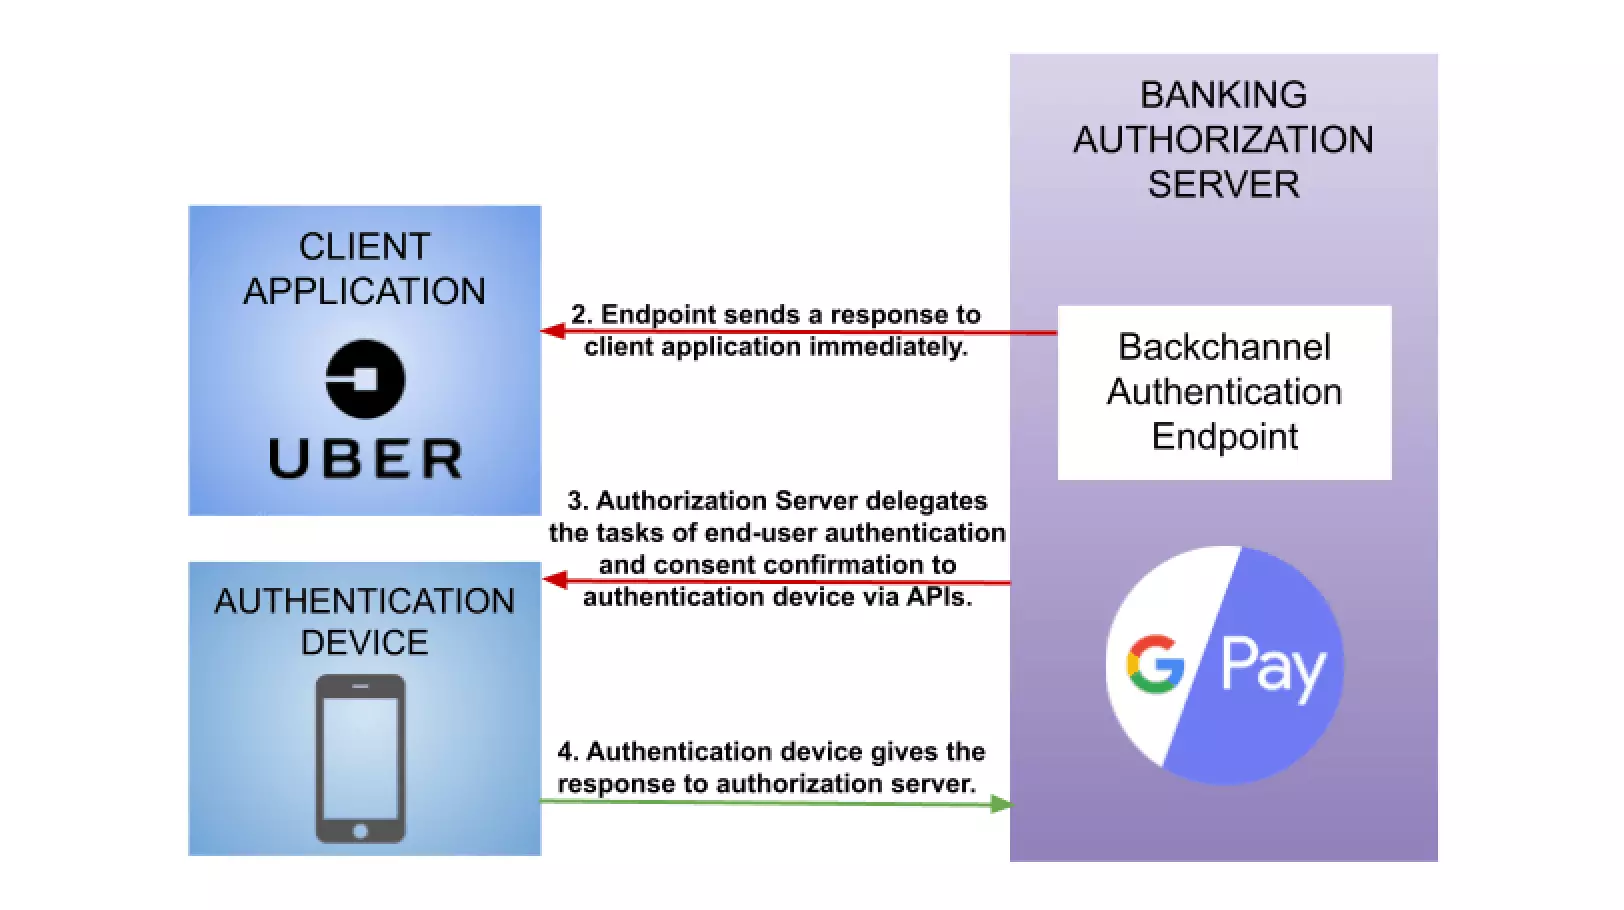 BANKING
AUTHORIZATION
SERVER
CLIENT
APPLICATION
UBER
2. Endpoint sends a response to
client application immediately.
Backchannel
Authentication
Endpoint
3. Authorization Server delegates
the tasks of end-user authentication
and consent confirmation to
authentication device via APIs.
AUTHENTICATION
DEVICE
G Pay
4. Authentication device gives the
response to authorization server.